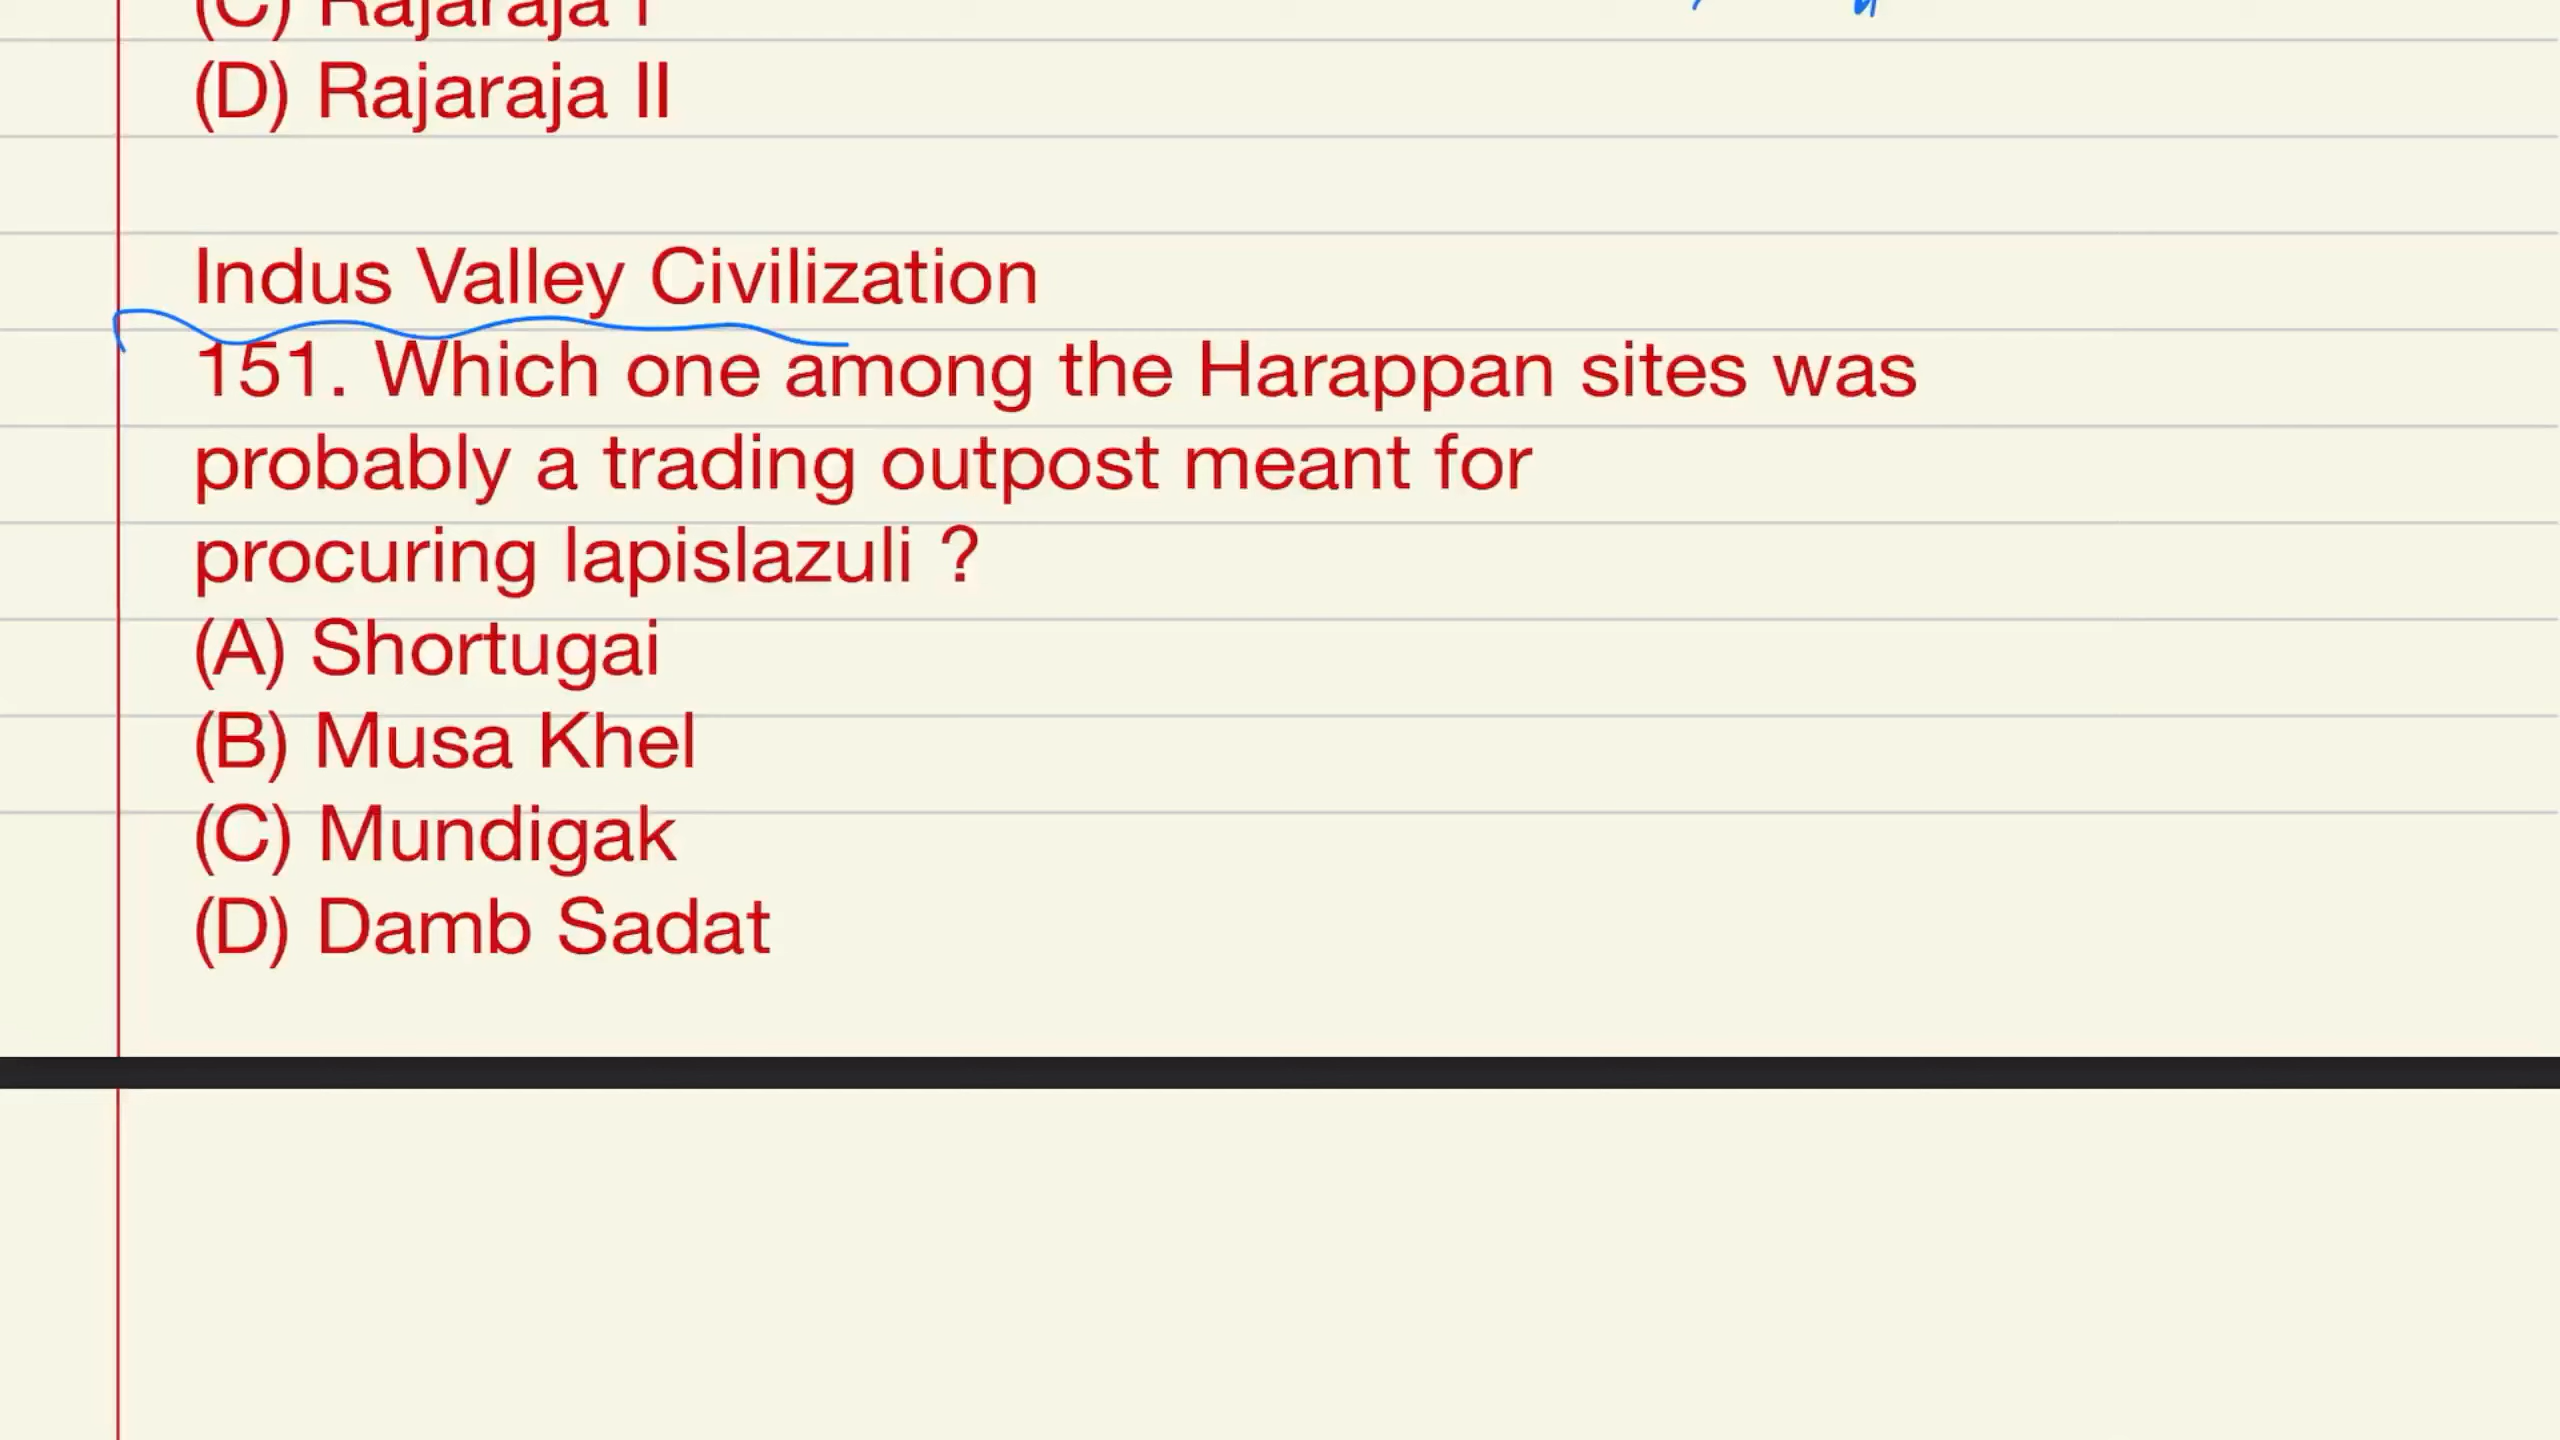 (C) Rajaraja I
(D) Rajaraja II
Indus Valley Civilization
151. Which one among the Harappan sites was
probably a trading outpost meant for
procuring lapislazuli ?
(A) Shortugai
(B) Musa Khel
(C) Mundigak
(D) Damb Sadat